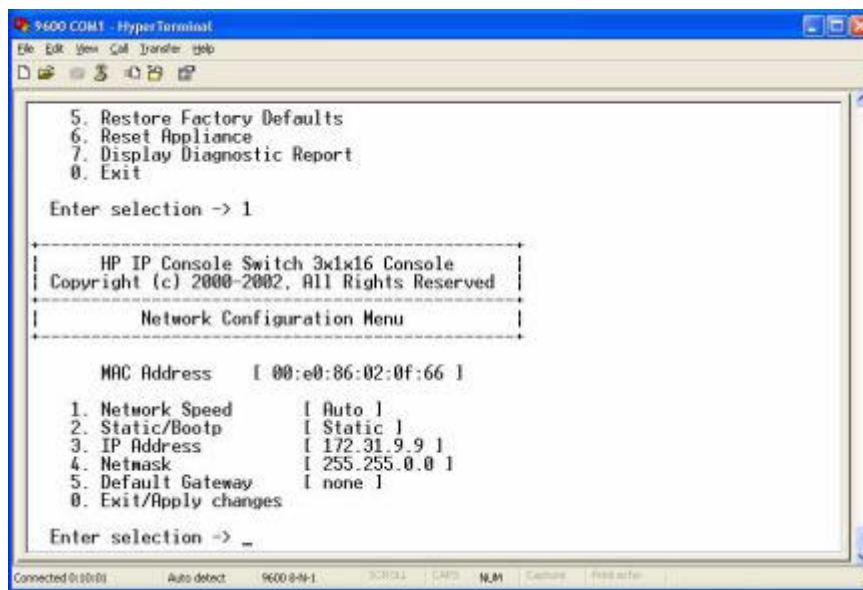 9600 COM1 - HyperTerminal
File Edit View Call Transfer Help
5. Restore Factory Defaults
6. Reset Appliance
7. Display Diagnostic Report
0. Exit
Enter selection -> 1
HP IP Console Switch 3x1x16 Console
Copyright (c) 2000-2002, All Rights Reserved
Network Configuration Menu
MAC Address [ 00:e0:86:02:0f:66 ]
1. Network Speed [ Auto ]
2. Static/Bootp [ Static ]
3. IP Address [ 172.31.9.9 ]
4. Netmask [ 255.255.0.0 ]
5. Default Gateway [ none ]
0. Exit/Apply changes
Enter selection -> _
Connected 0:10:01 Auto detect 9600 8-N-1 SCROLL CAPS NUM Capture Print echo